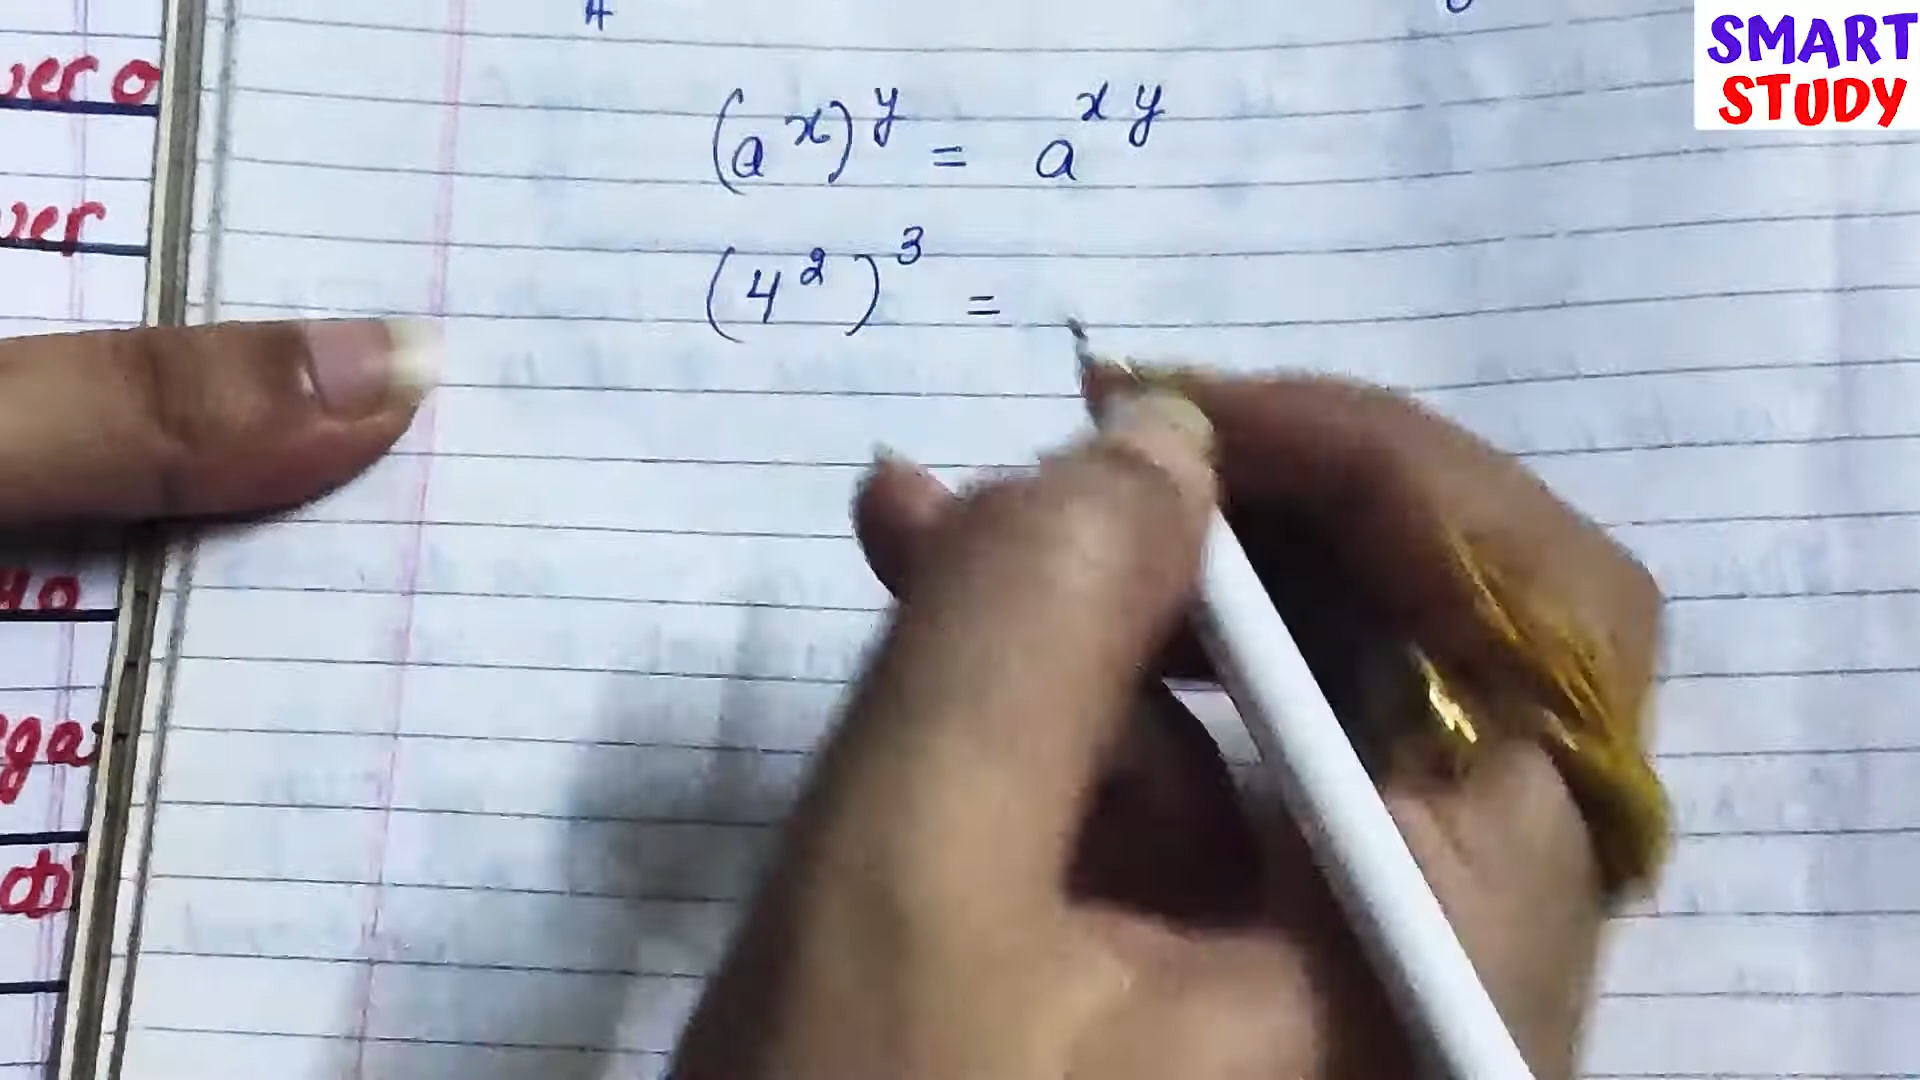 SMART
STUDY
(a^x)^y = a^xy
(4^2)^3 =